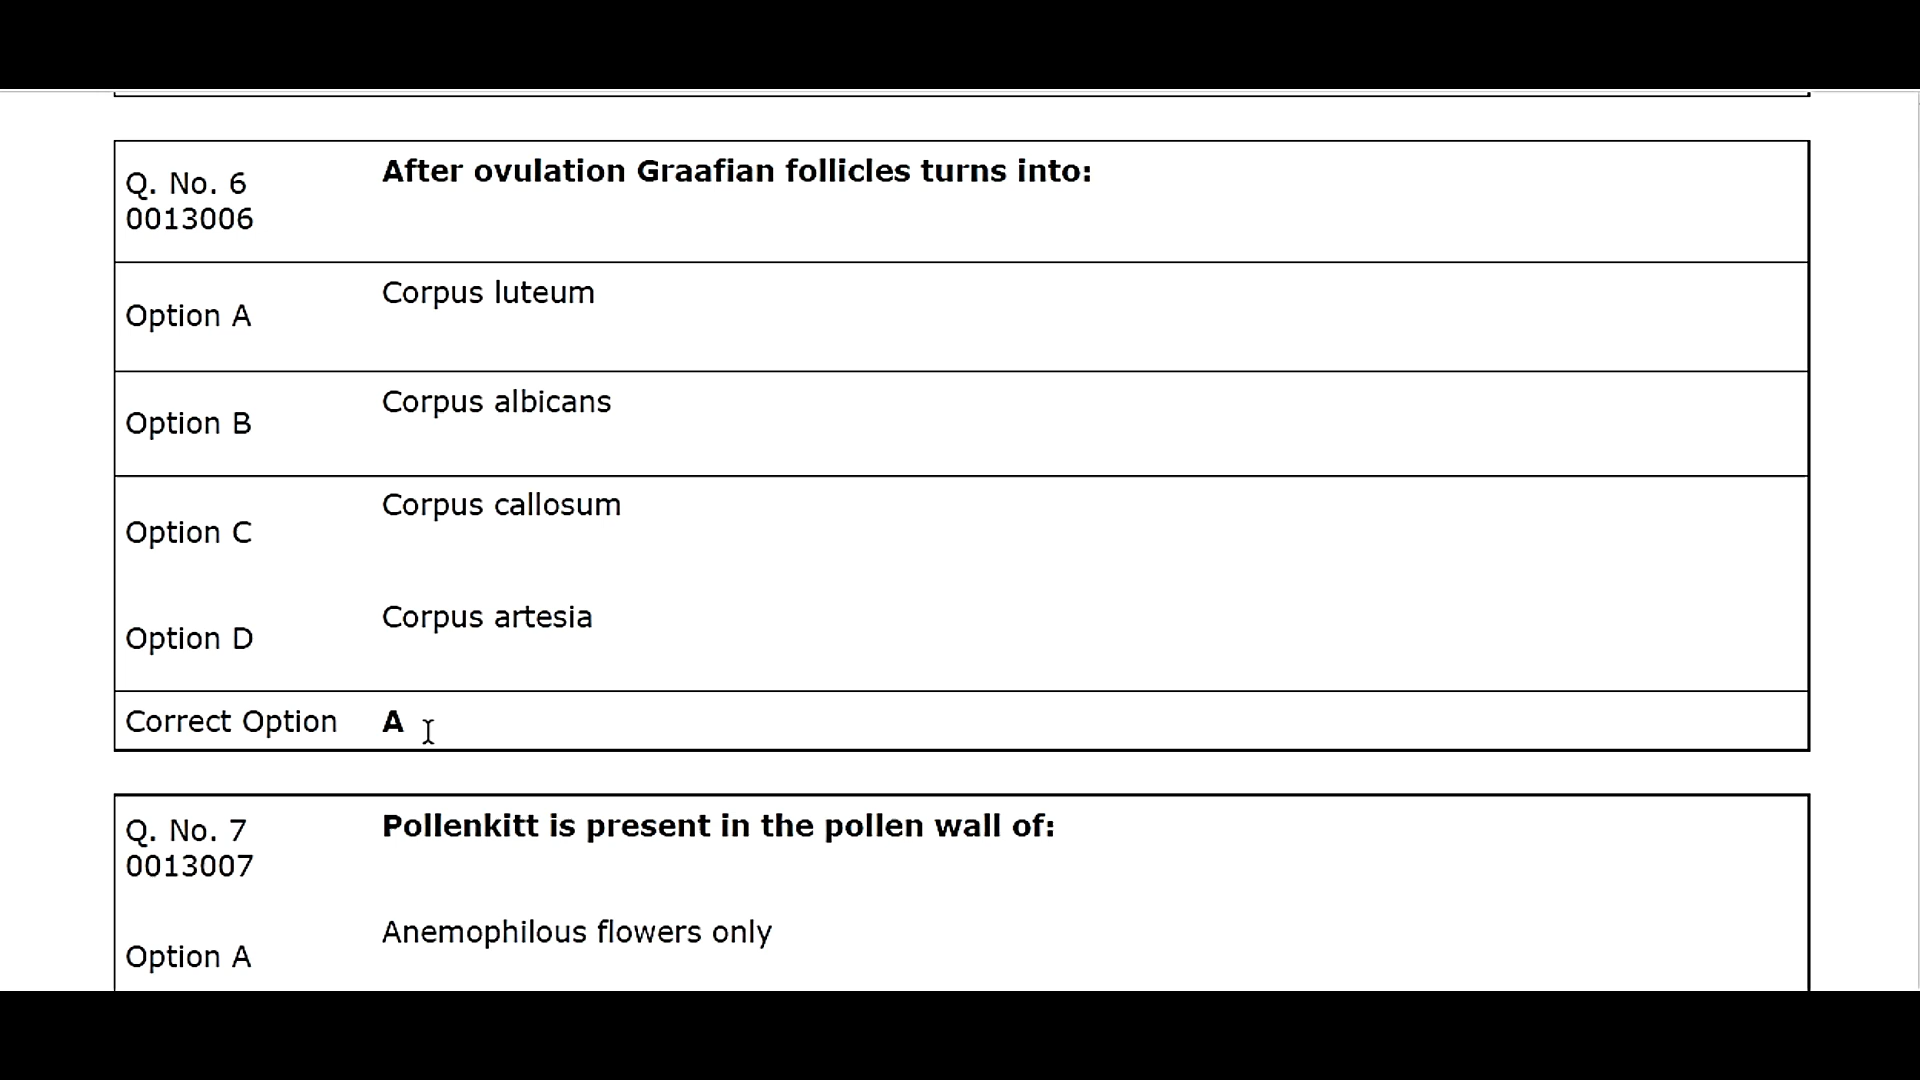 Q. No. 6
0013006
After ovulation Graafian follicles turns into:
Option A
Corpus luteum
Option B
Corpus albicans
Option C
Corpus callosum
Option D
Corpus artesia
Correct Option
A
Q. No. 7
0013007
Pollenkitt is present in the pollen wall of:
Option A
Anemophilous flowers only